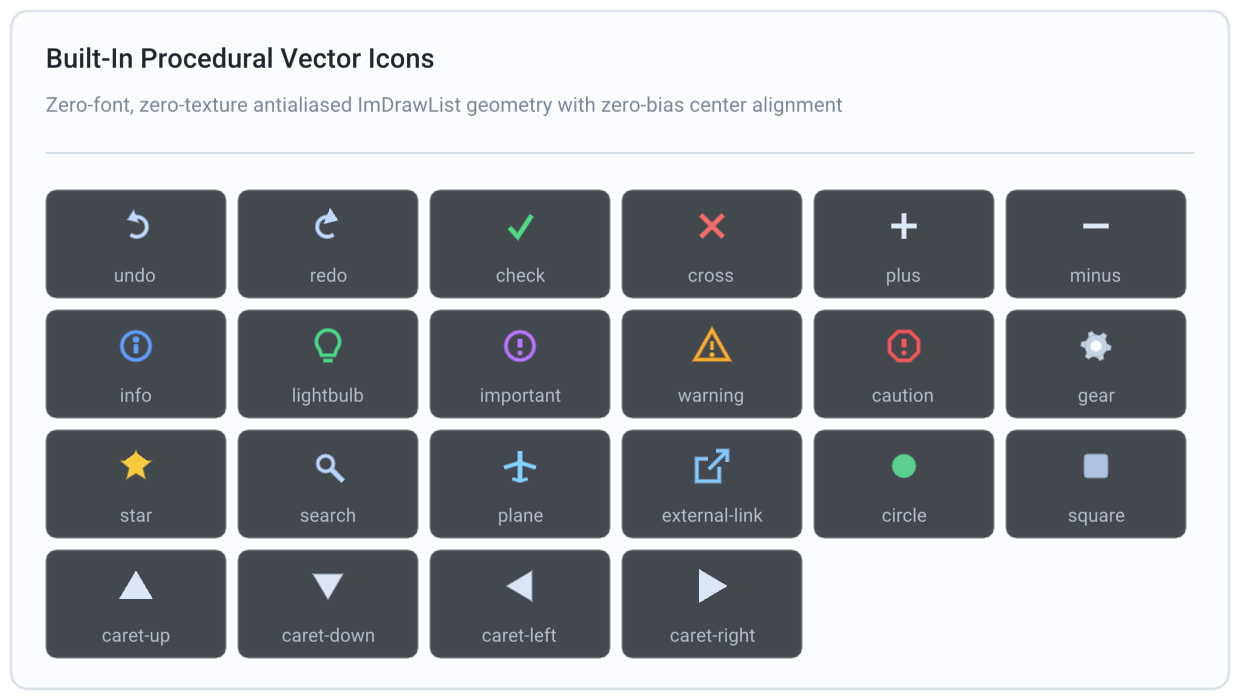 Built-In Procedural Vector Icons
Zero-font, zero-texture antialiased ImDrawList geometry with zero-bias center alignment
undo redo check cross plus minus
info lightbulb important warning caution gear
star search plane external-link circle square
caret-up caret-down caret-left caret-right